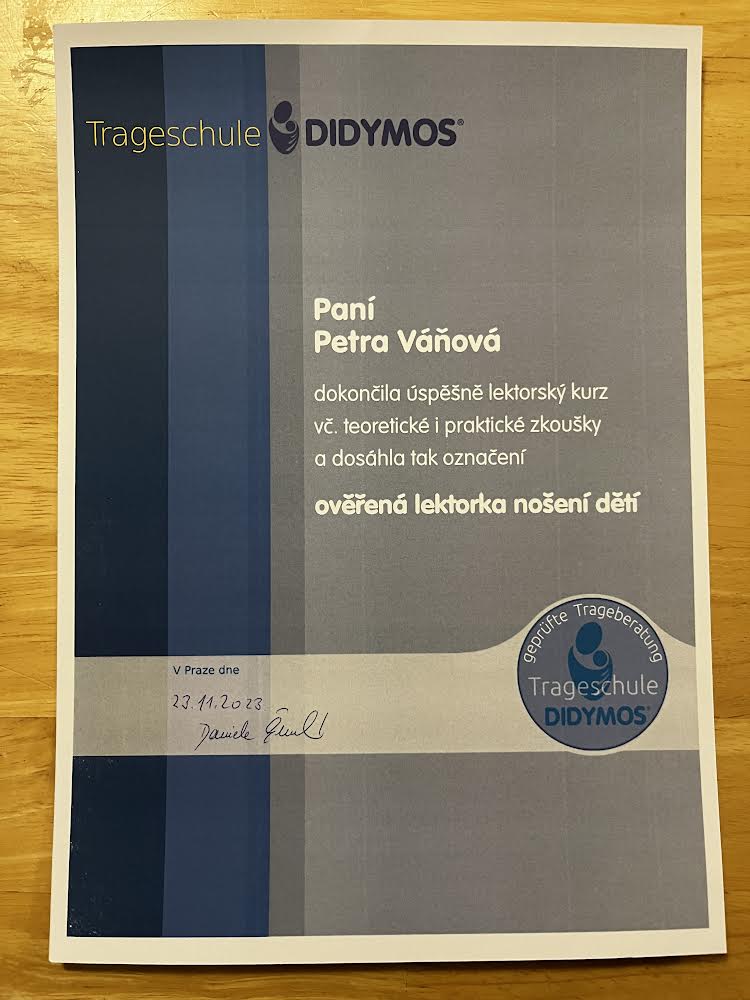 Trageschule DIDYMOS®
Paní
Petra Váňová
dokončila úspěšně lektorský kurz
vč. teoretické i praktické zkoušky
a dosáhla tak označení
ověřená lektorka nošení dětí
geprüfte Trageberatung
Trageschule
DIDYMOS®
V Praze dne
23.11.2023
Daniela